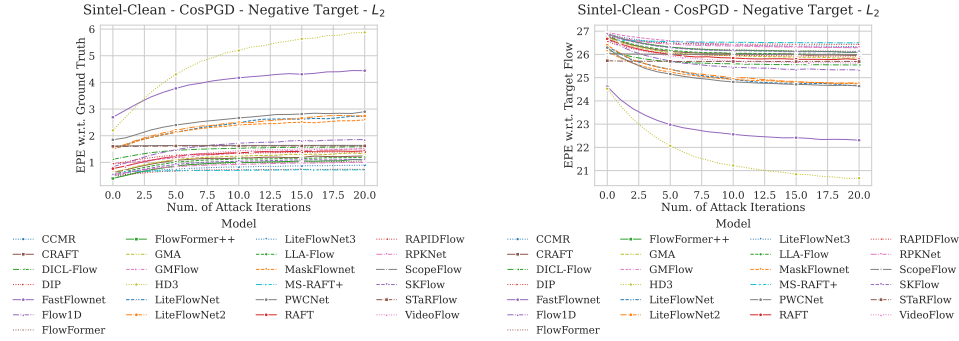 Sintel-Clean - CosPGD - Negative Target - L2
6
5
4
3
2
1
EPE w.r.t. Ground Truth
0.0 2.5 5.0 7.5 10.0 12.5 15.0 17.5 20.0
Num. of Attack Iterations
Model
CCMR FlowFormer++ LiteFlowNet3 RAPIDFlow
CRAFT GMA LLA-Flow RPKNet
DICL-Flow GMFlow MaskFlownet ScopeFlow
DIP HD3 MS-RAFT+ SKFlow
FastFlownet LiteFlowNet PWCNet STaRFlow
Flow1D LiteFlowNet2 RAFT VideoFlow
FlowFormer
Sintel-Clean - CosPGD - Negative Target - L2
27
26
25
24
23
22
21
EPE w.r.t. Target Flow
0.0 2.5 5.0 7.5 10.0 12.5 15.0 17.5 20.0
Num. of Attack Iterations
Model
CCMR FlowFormer++ LiteFlowNet3 RAPIDFlow
CRAFT GMA LLA-Flow RPKNet
DICL-Flow GMFlow MaskFlownet ScopeFlow
DIP HD3 MS-RAFT+ SKFlow
FastFlownet LiteFlowNet PWCNet STaRFlow
Flow1D LiteFlowNet2 RAFT VideoFlow
FlowFormer